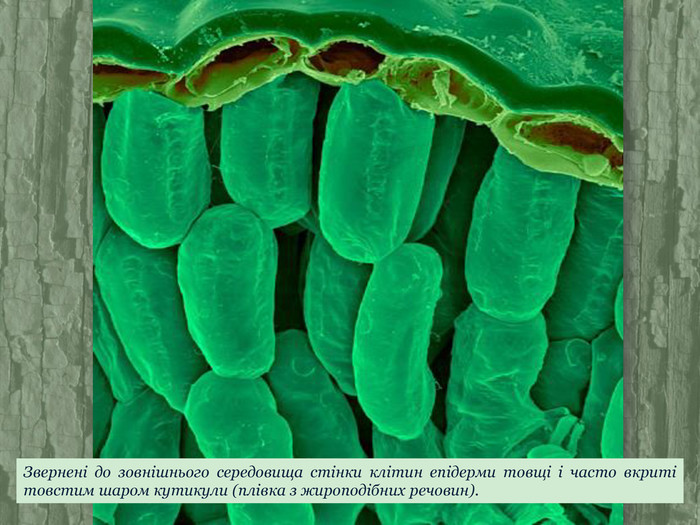 Звернені до зовнішнього середовища стінки клітин епідерми товщі і часто вкриті
товстим шаром кутикули (плівка з жироподібних речовин).